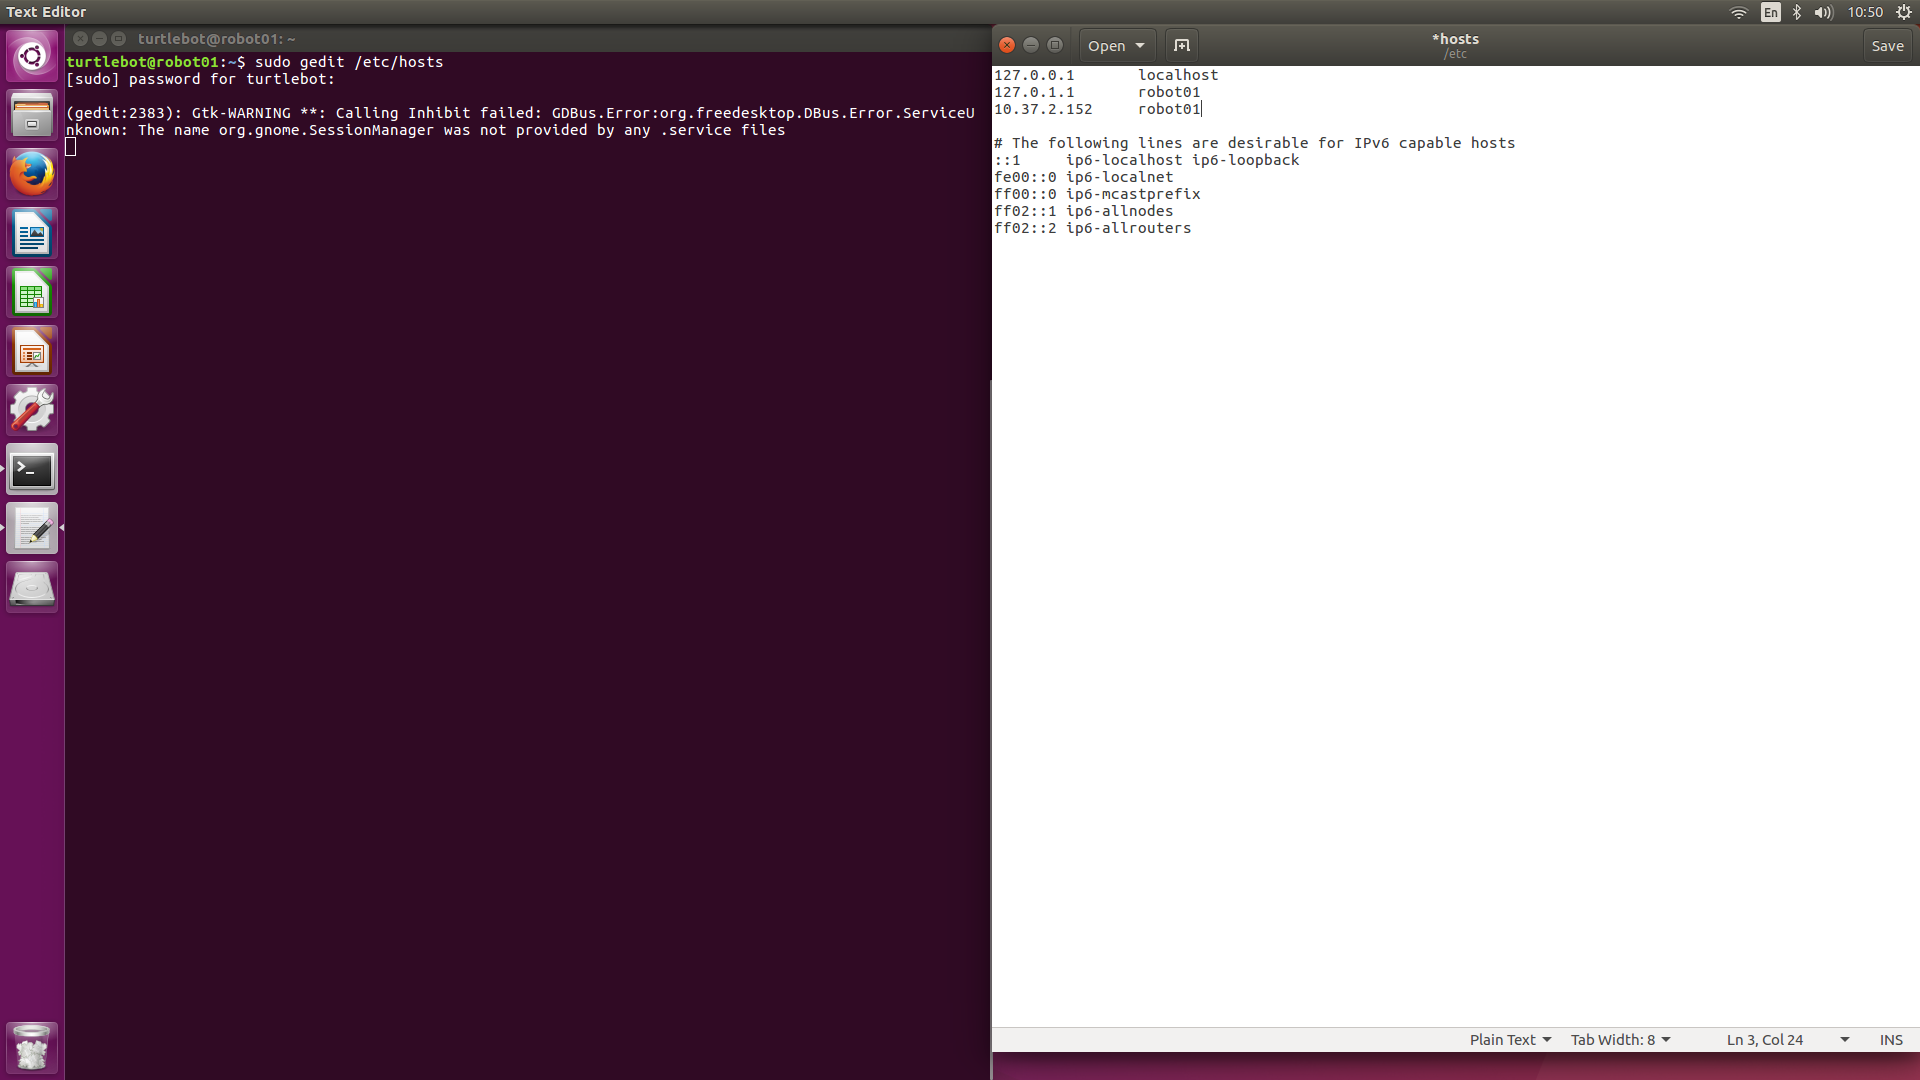 Text Editor
En
10:50
turtlebot@robot01: ~
turtlebot@robot01:~$ sudo gedit /etc/hosts
[sudo] password for turtlebot:
(gedit:2383): Gtk-WARNING **: Calling Inhibit failed: GDBus.Error:org.freedesktop.DBus.Error.ServiceU
nknown: The name org.gnome.SessionManager was not provided by any .service files
Open
*hosts
/etc
Save
127.0.0.1       localhost
127.0.1.1       robot01
10.37.2.152     robot01
# The following lines are desirable for IPv6 capable hosts
::1     ip6-localhost ip6-loopback
fe00::0 ip6-localnet
ff00::0 ip6-mcastprefix
ff02::1 ip6-allnodes
ff02::2 ip6-allrouters
Plain Text
Tab Width: 8
Ln 3, Col 24
INS